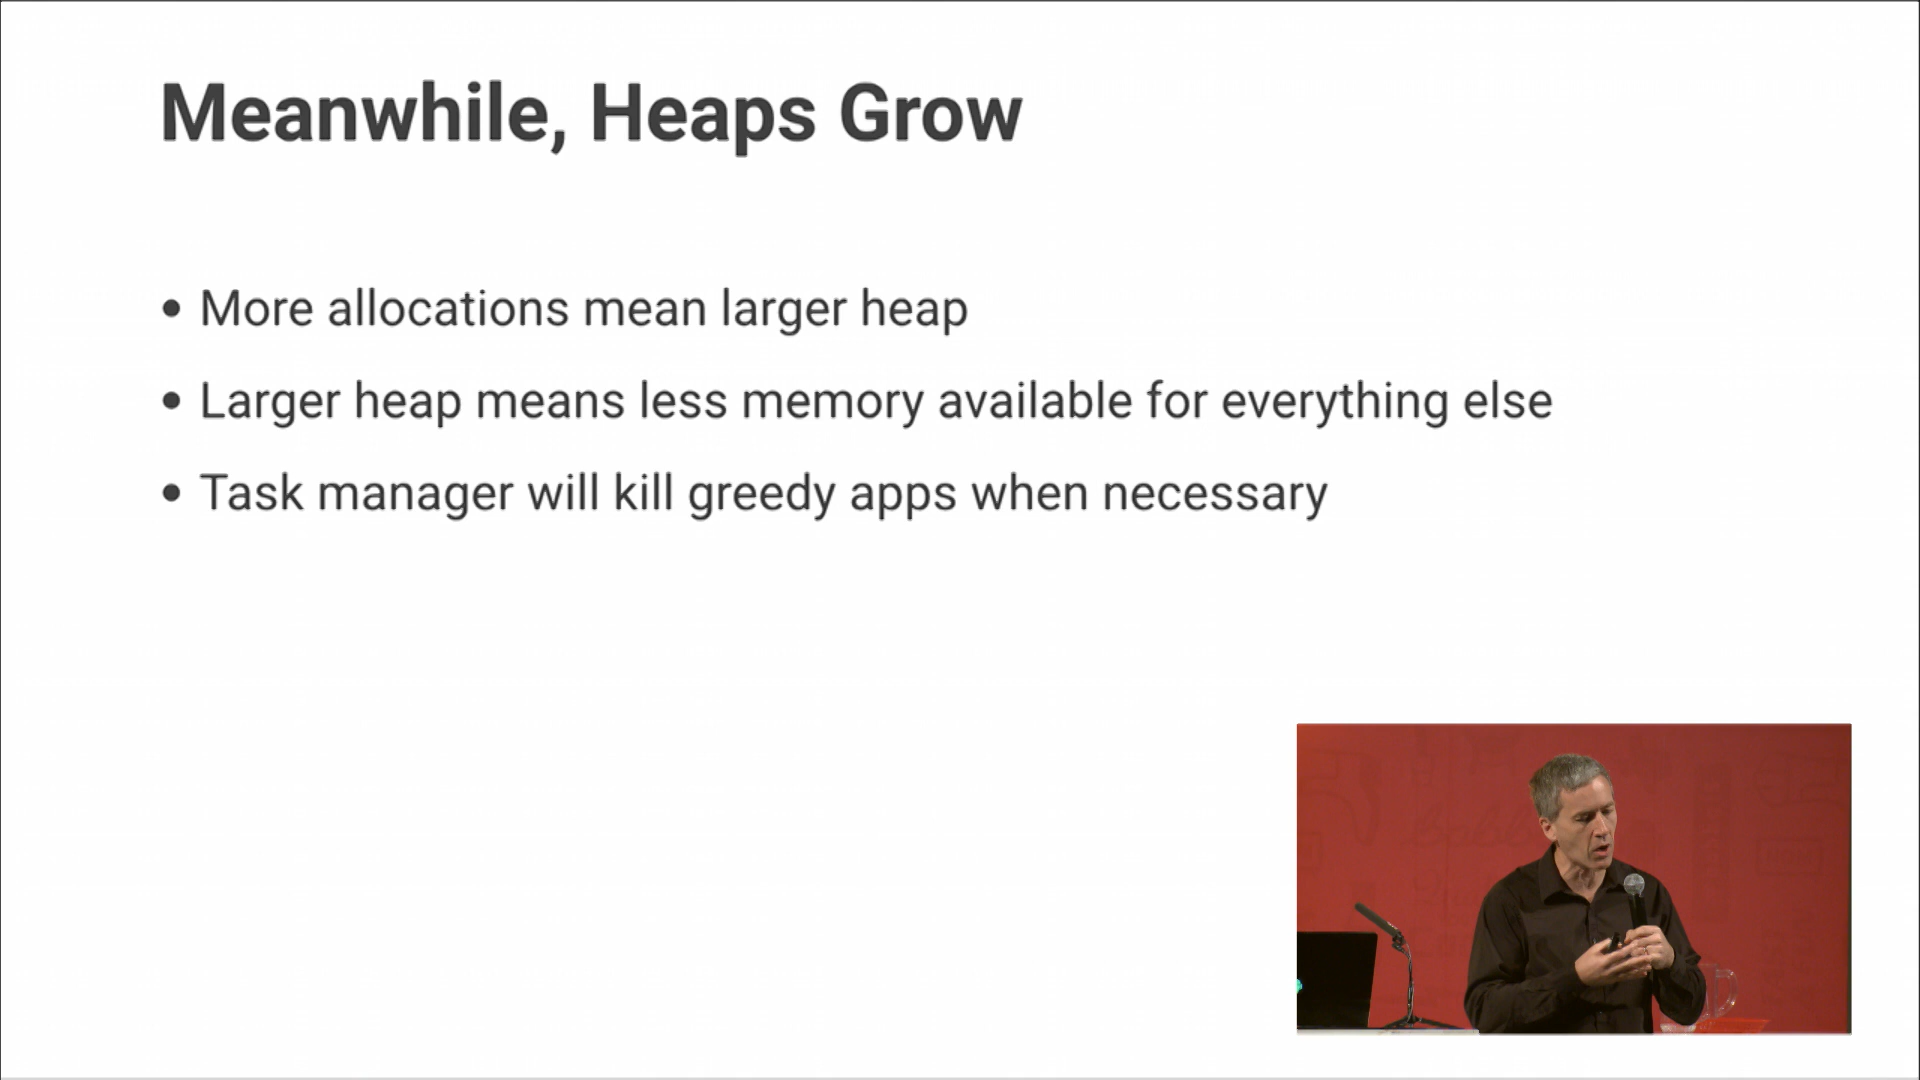 Meanwhile, Heaps Grow
• More allocations mean larger heap
• Larger heap means less memory available for everything else
• Task manager will kill greedy apps when necessary